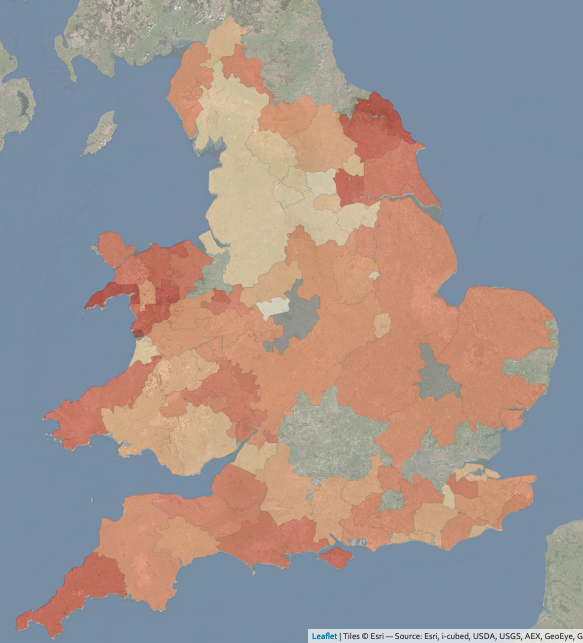 Leaflet | Tiles © Esri — Source: Esri, i-cubed, USDA, USGS, AEX, GeoEye, G